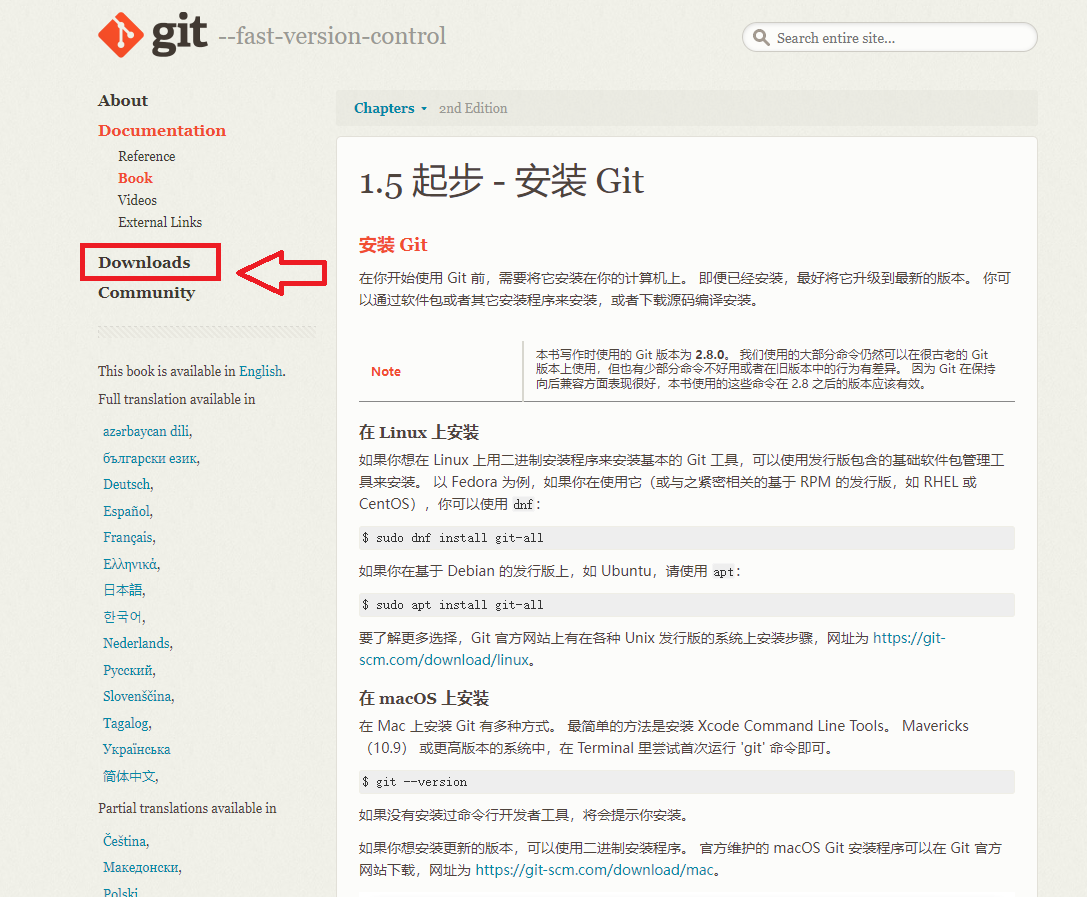 git --fast-version-control
Search entire site...
About
Documentation
Reference
Book
Videos
External Links
Downloads
Community
This book is available in English.
Full translation available in
azərbaycan dili,
български език,
Deutsch,
Español,
Français,
Ελληνικά,
日本語,
한국어,
Nederlands,
Русский,
Slovenščina,
Tagalog,
Українська
简体中文,
Partial translations available in
Čeština,
Македонски,
Polski
Chapters 2nd Edition
1.5 起步 - 安装 Git
安装 Git
在你开始使用 Git 前，需要将它安装在你的计算机上。 即便已经安装，最好将它升级到最新的版本。 你可
以通过软件包或者其它安装程序来安装，或者下载源码编译安装。
Note
本书写作时使用的 Git 版本为 2.8.0。 我们使用的大部分命令仍然可以在很古老的 Git
版本上使用，但也有少部分命令不好用或者在旧版本中的行为有差异。 因为 Git 在保持
向后兼容方面表现很好，本书使用的这些命令在 2.8 之后的版本应该有效。
在 Linux 上安装
如果你想在 Linux 上用二进制安装程序来安装基本的 Git 工具，可以使用发行版包含的基础软件包管理工
具来安装。 以 Fedora 为例，如果你在使用它（或与之紧密相关的基于 RPM 的发行版，如 RHEL 或
CentOS），你可以使用 dnf：
$ sudo dnf install git-all
如果你在基于 Debian 的发行版上，如 Ubuntu，请使用 apt：
$ sudo apt install git-all
要了解更多选择，Git 官方网站上有在各种 Unix 发行版的系统上安装步骤，网址为 https://git-
scm.com/download/linux。
在 macOS 上安装
在 Mac 上安装 Git 有多种方式。 最简单的方法是安装 Xcode Command Line Tools。 Mavericks
（10.9） 或更高版本的系统中，在 Terminal 里尝试首次运行 'git' 命令即可。
$ git --version
如果没有安装过命令行开发者工具，将会提示你安装。
如果你想安装更新的版本，可以使用二进制安装程序。 官方维护的 macOS Git 安装程序可以在 Git 官方
网站下载，网址为 https://git-scm.com/download/mac。